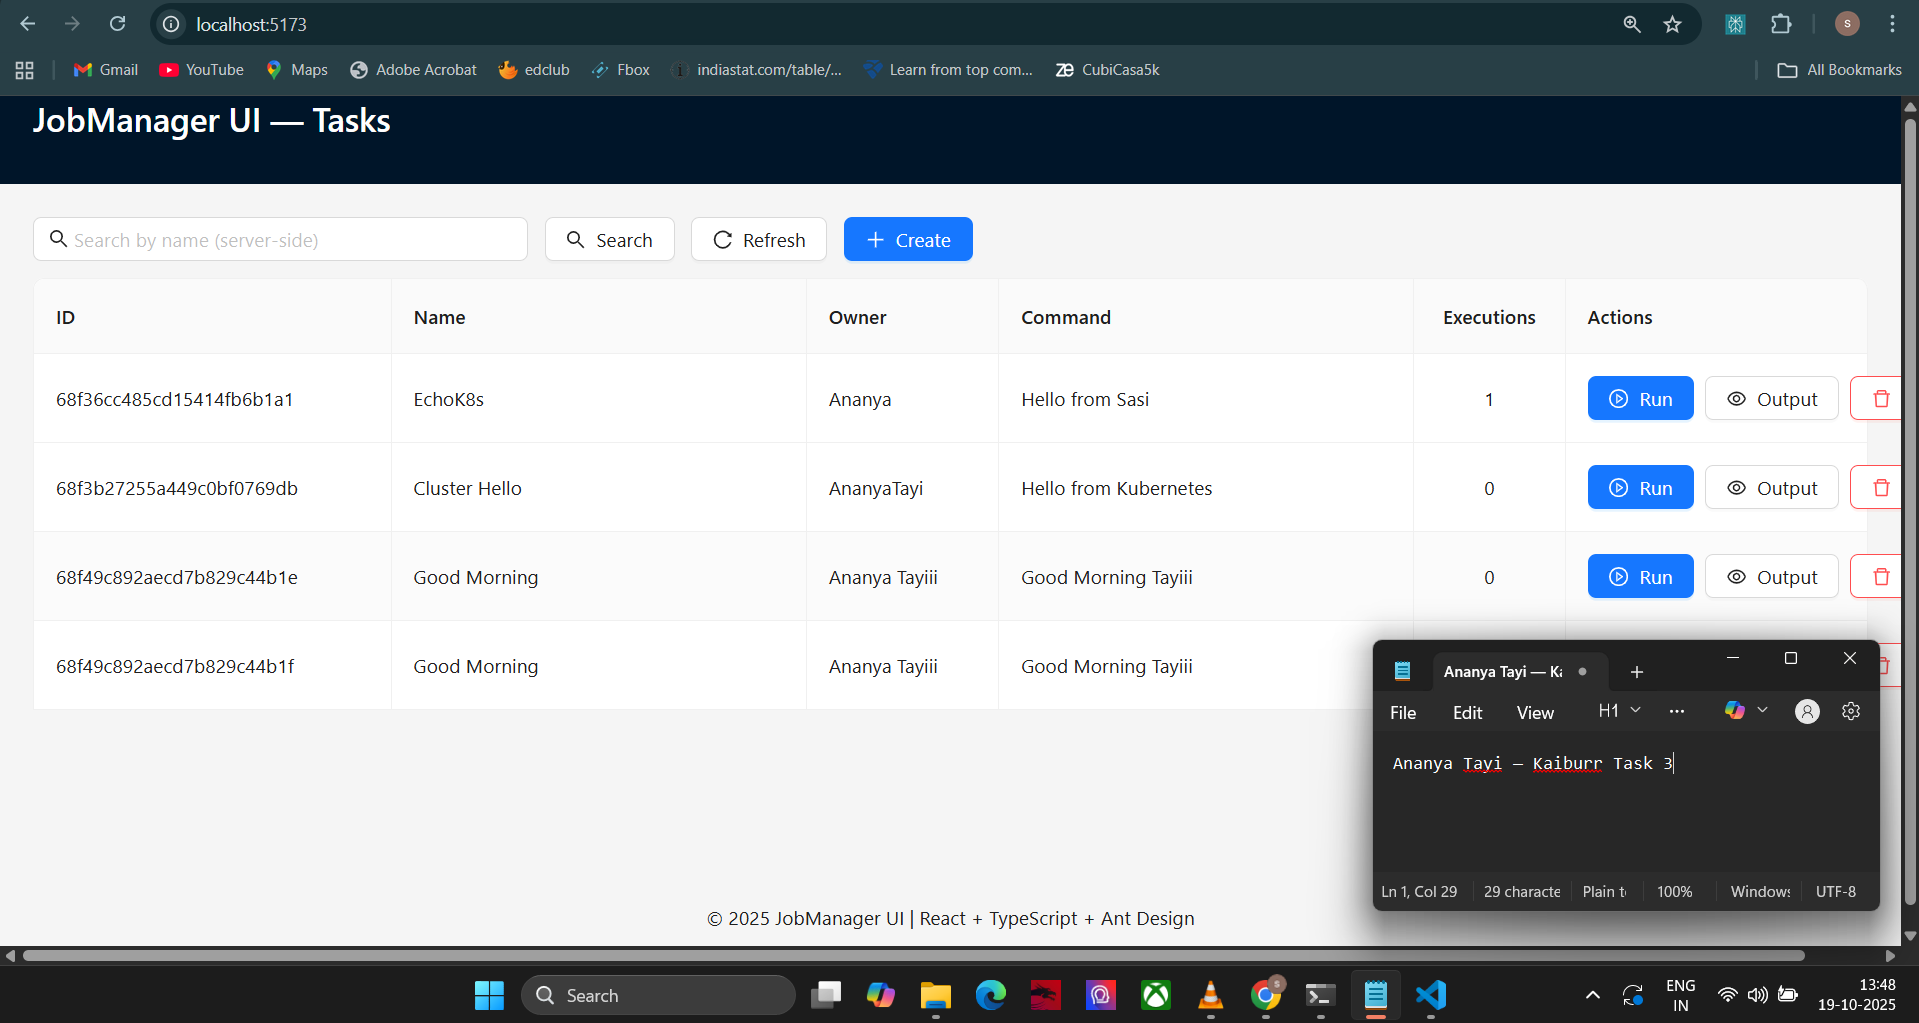 localhost:5173
S
Gmail YouTube Maps Adobe Acrobat edclub Fbox indiastat.com/table/... Learn from top com... CubiCasa5k All Bookmarks
JobManager UI — Tasks
Search by name (server-side) Search Refresh + Create
ID Name Owner Command Executions Actions
68f36cc485cd15414fb6b1a1 EchoK8s Ananya Hello from Sasi 1 Run Output
68f3b27255a449c0bf0769db Cluster Hello AnanyaTayi Hello from Kubernetes 0 Run Output
68f49c892aecd7b829c44b1e Good Morning Ananya Tayiii Good Morning Tayiii 0 Run Output
68f49c892aecd7b829c44b1f Good Morning Ananya Tayiii Good Morning Tayiii
Ananya Tayi — Ka
File Edit View H1 ...
Ananya Tayi – Kaiburr Task 3
Ln 1, Col 29 29 characte Plain t Windows 100% UTF-8
© 2025 JobManager UI | React + TypeScript + Ant Design
Search ENG IN 13:48
19-10-2025